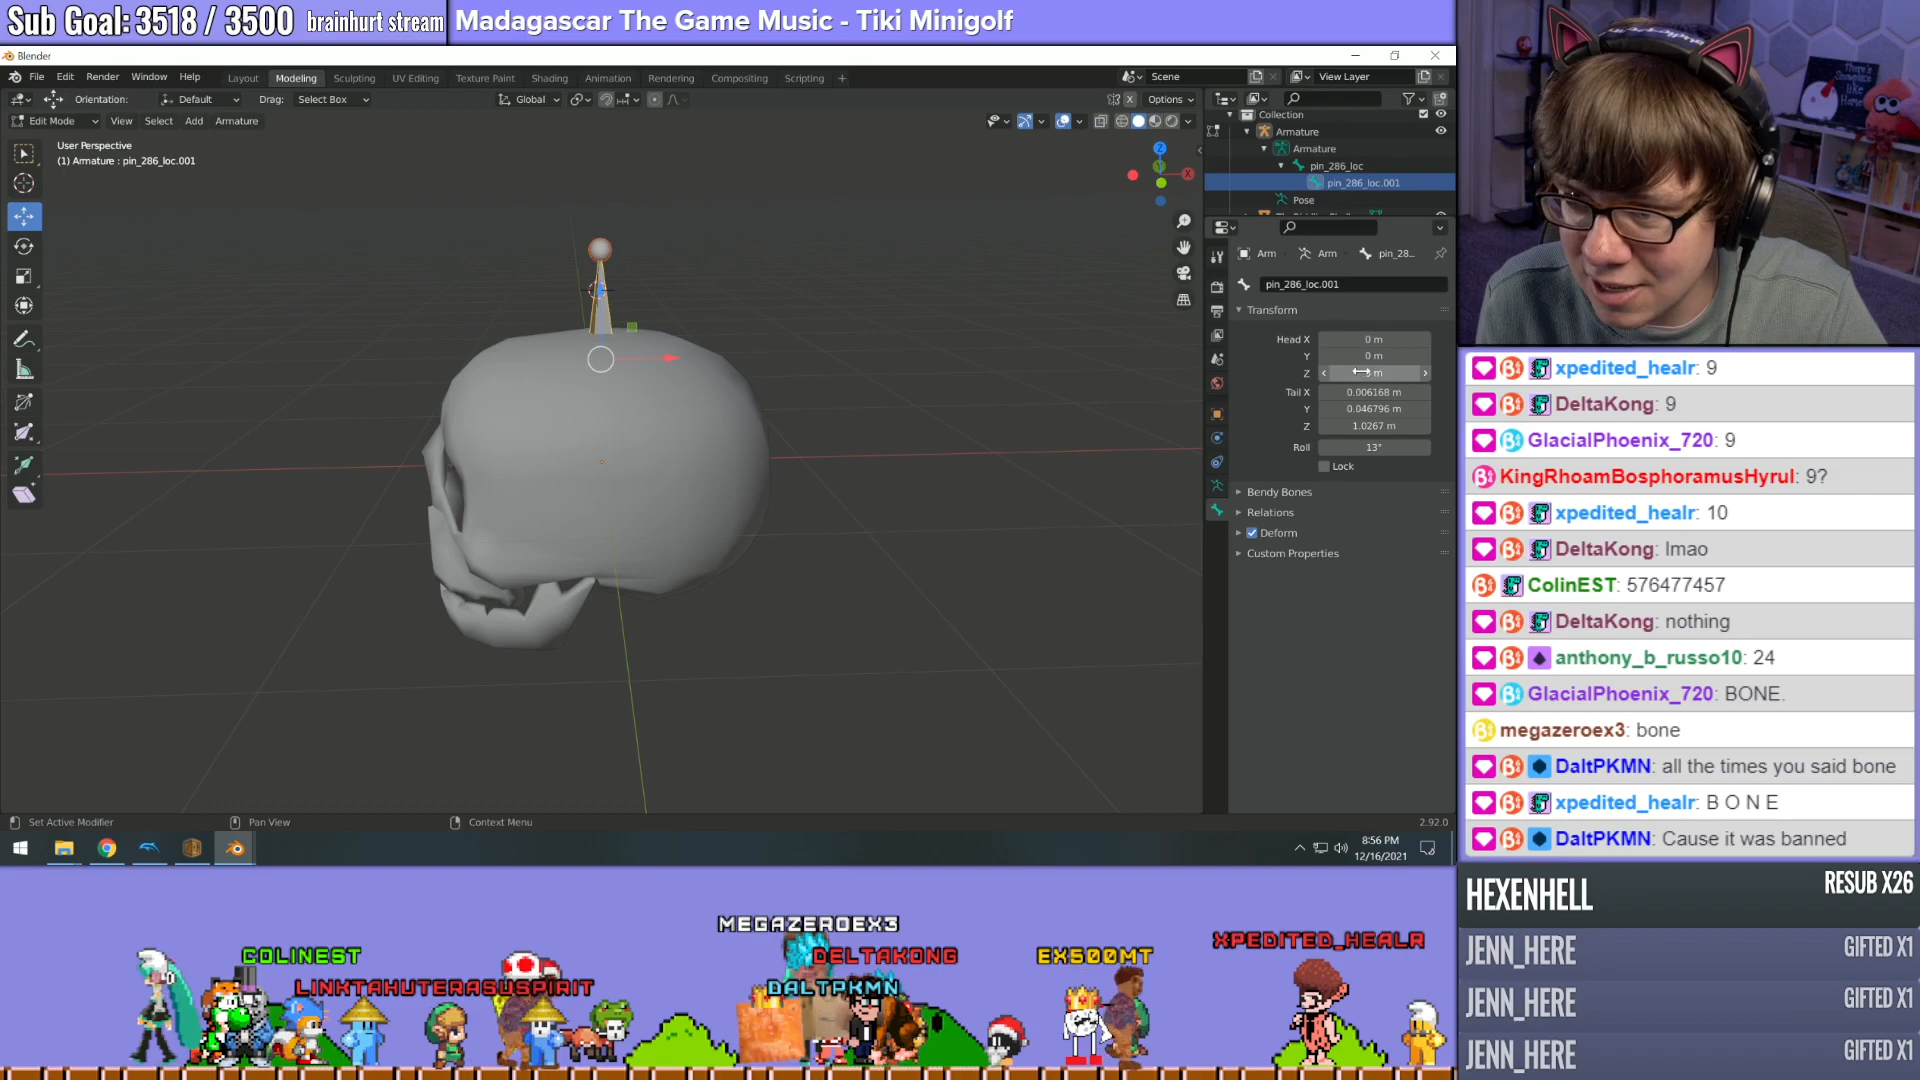 Sub Goal: 3518 / 3500 brainhurt stream
Madagascar The Game Music - Tiki Minigolf
Blender
File Edit Render Window Help
Layout Modeling Sculpting UV Editing Texture Paint Shading Animation Rendering Compositing Scripting +
Scene
View Layer
Orientation: Default Drag: Select Box
Global
X Options
Edit Mode View Select Add Armature
User Perspective
(1) Armature : pin_286_loc.001
Z
Y
X
Collection
Armature
Armature
pin_286_loc
pin_286_loc.001
Pose
Arm Arm pin_28...
pin_286_loc.001
Transform
Head X 0 m
Y 0 m
Z m
Tail X 0.006168 m
Y 0.046796 m
Z 1.0267 m
Roll 13°
Lock
Bendy Bones
Relations
Deform
Custom Properties
Set Active Modifier
Pan View
Context Menu
2.92.0
8:56 PM
12/16/2021
xpedited_healr: 9
DeltaKong: 9
GlacialPhoenix_720: 9
KingRhoamBosphoramusHyrul: 9?
xpedited_healr: 10
DeltaKong: lmao
ColinEST: 576477457
DeltaKong: nothing
anthony_b_russo10: 24
GlacialPhoenix_720: BONE.
megazeroex3: bone
DaltPKMN: all the times you said bone
xpedited_healr: B O N E
DaltPKMN: Cause it was banned
HEXENHELL RESUB X26
JENN_HERE GIFTED X1
JENN_HERE GIFTED X1
JENN_HERE GIFTED X1
MEGAZEROEX3
COLINEST
DELTAKONG
EX500MT
XPEDITED_HEALR
LINKTAKUTERASUSPIRIT
DALTPKMN